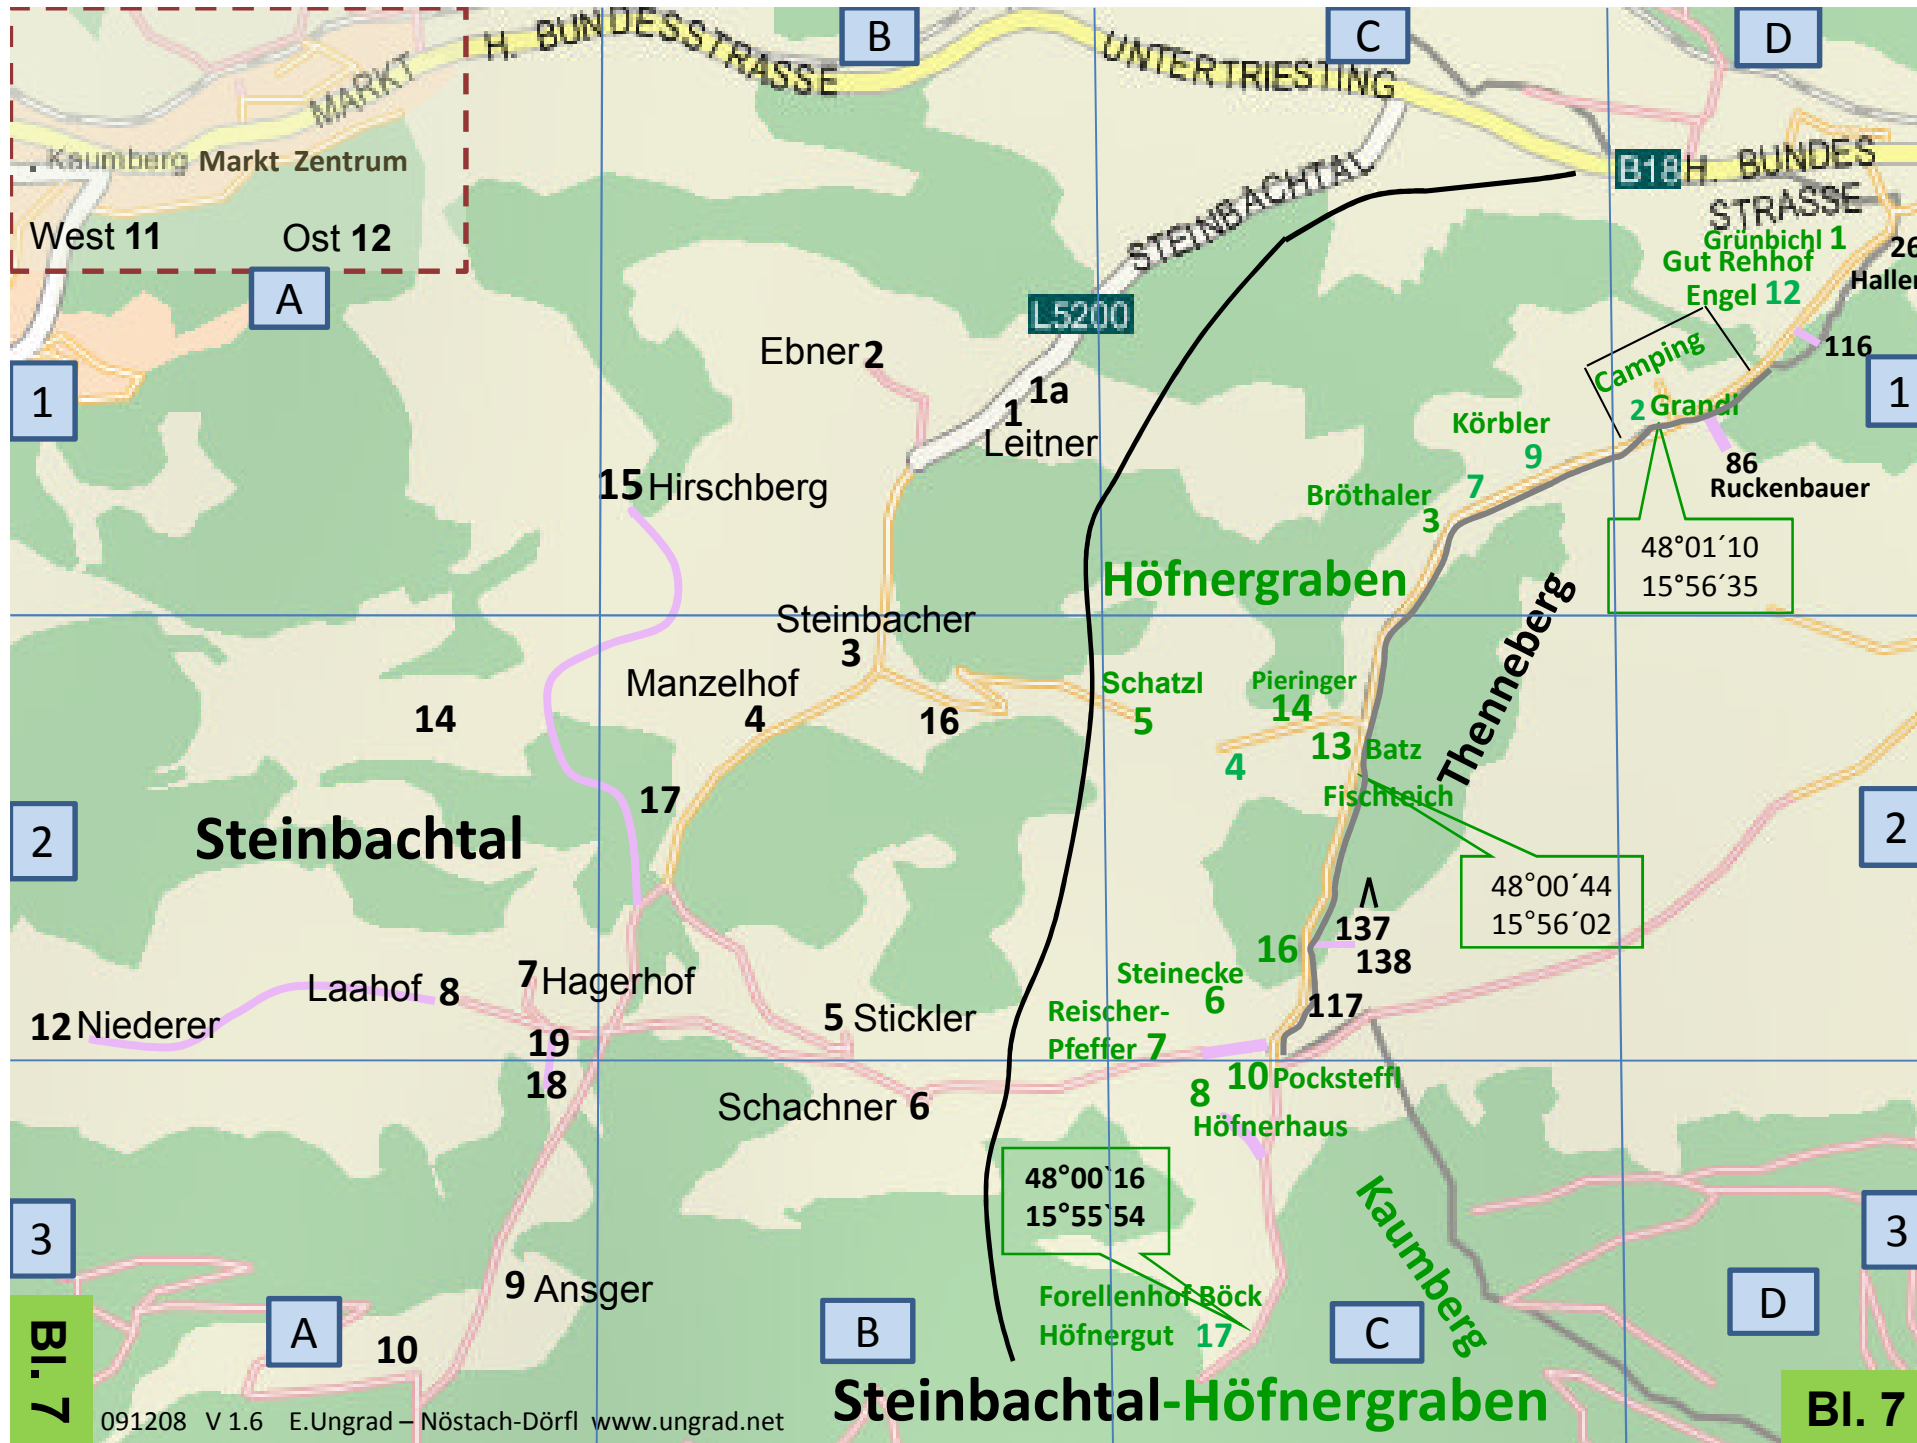 B
C
D
H. BUNDESSTRASSE
UNTERTRIESTING
MARKT
. Kaumberg Markt Zentrum
West 11
Ost 12
A
STEINBACHTAL
B18
H. BUNDES
STRASSE
Grünbichl 1
Gut Rehhof
Engel 12
26
Haller
L5200
116
Camping
1
1
Ebner 2
1a
1
Leitner
2 Grandl
Körbler
9
7
86
Ruckenbauer
15 Hirschberg
Bröthaler
3
48°01´10
15°56´35
Höfnergraben
Thenneberg
Steinbacher
3
Manzelhof
4
14
16
Schatzl
5
Pieringer
14
13 Batz
4
Fischteich
17
Steinbachtal
2
2
48°00´44
15°56´02
137
138
16
Laahof 8
7 Hagerhof
Steinecke
6
117
12 Niederer
5 Stickler
Reischer-
Pfeffer 7
19
18
8
10 Pocksteffl
Schachner 6
Höfnerhaus
48°00`16
15°55`54
Kaumberg
3
3
9 Ansger
Forellenhof Böck
Höfnergut 17
A
B
C
D
10
Bl. 7
091208 V 1.6 E.Ungrad – Nöstach-Dörfl www.ungrad.net
Steinbachtal-Höfnergraben
Bl. 7